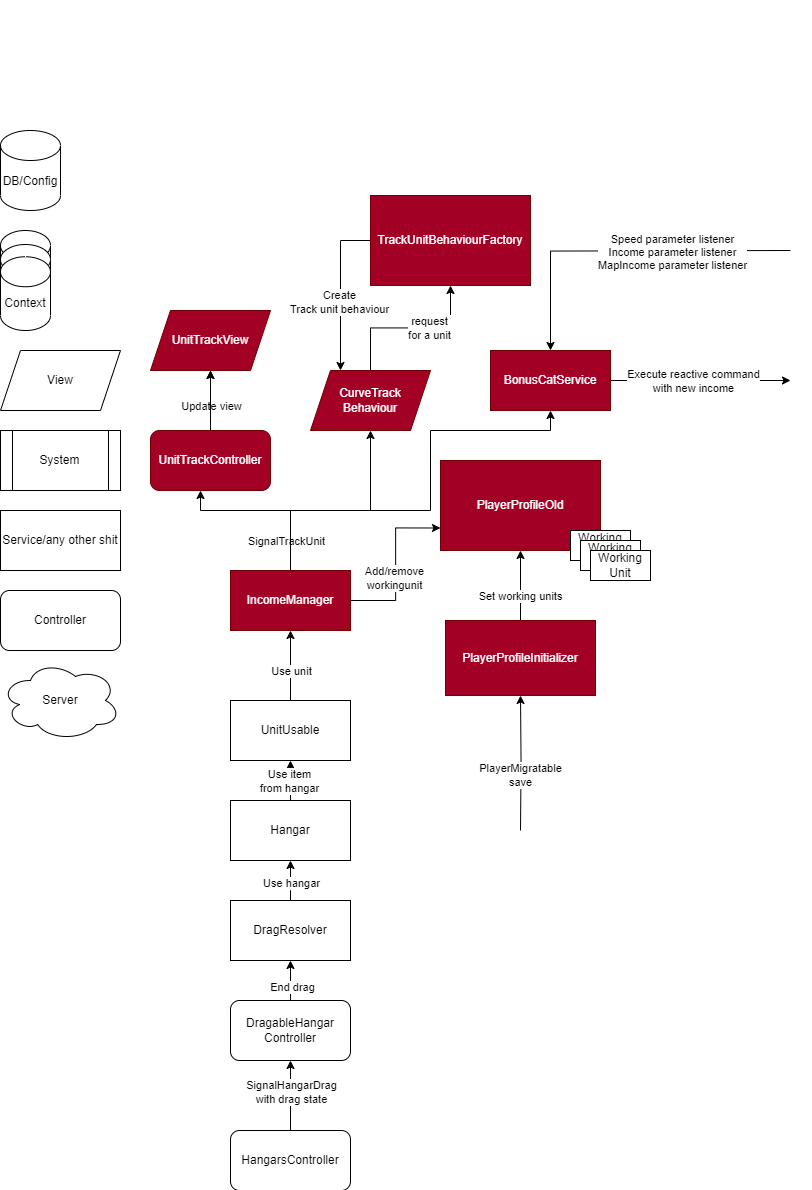 DB/Config
Context
View
System
Service/any other shit
Controller
Server
TrackUnitBehaviourFactory
Speed parameter listener
Income parameter listener
MapIncome parameter listener
Create
Track unit behaviour
request
for a unit
UnitTrackView
CurveTrack
Behaviour
BonusCatService
Execute reactive command
with new income
Update view
UnitTrackController
PlayerProfileOld
Working
Working
Working
Unit
SignalTrackUnit
Add/remove
workingunit
IncomeManager
Set working units
PlayerProfileInitializer
Use unit
UnitUsable
PlayerMigratable
save
Use item
from hangar
Hangar
Use hangar
DragResolver
End drag
DragableHangar
Controller
SignalHangarDrag
with drag state
HangarsController